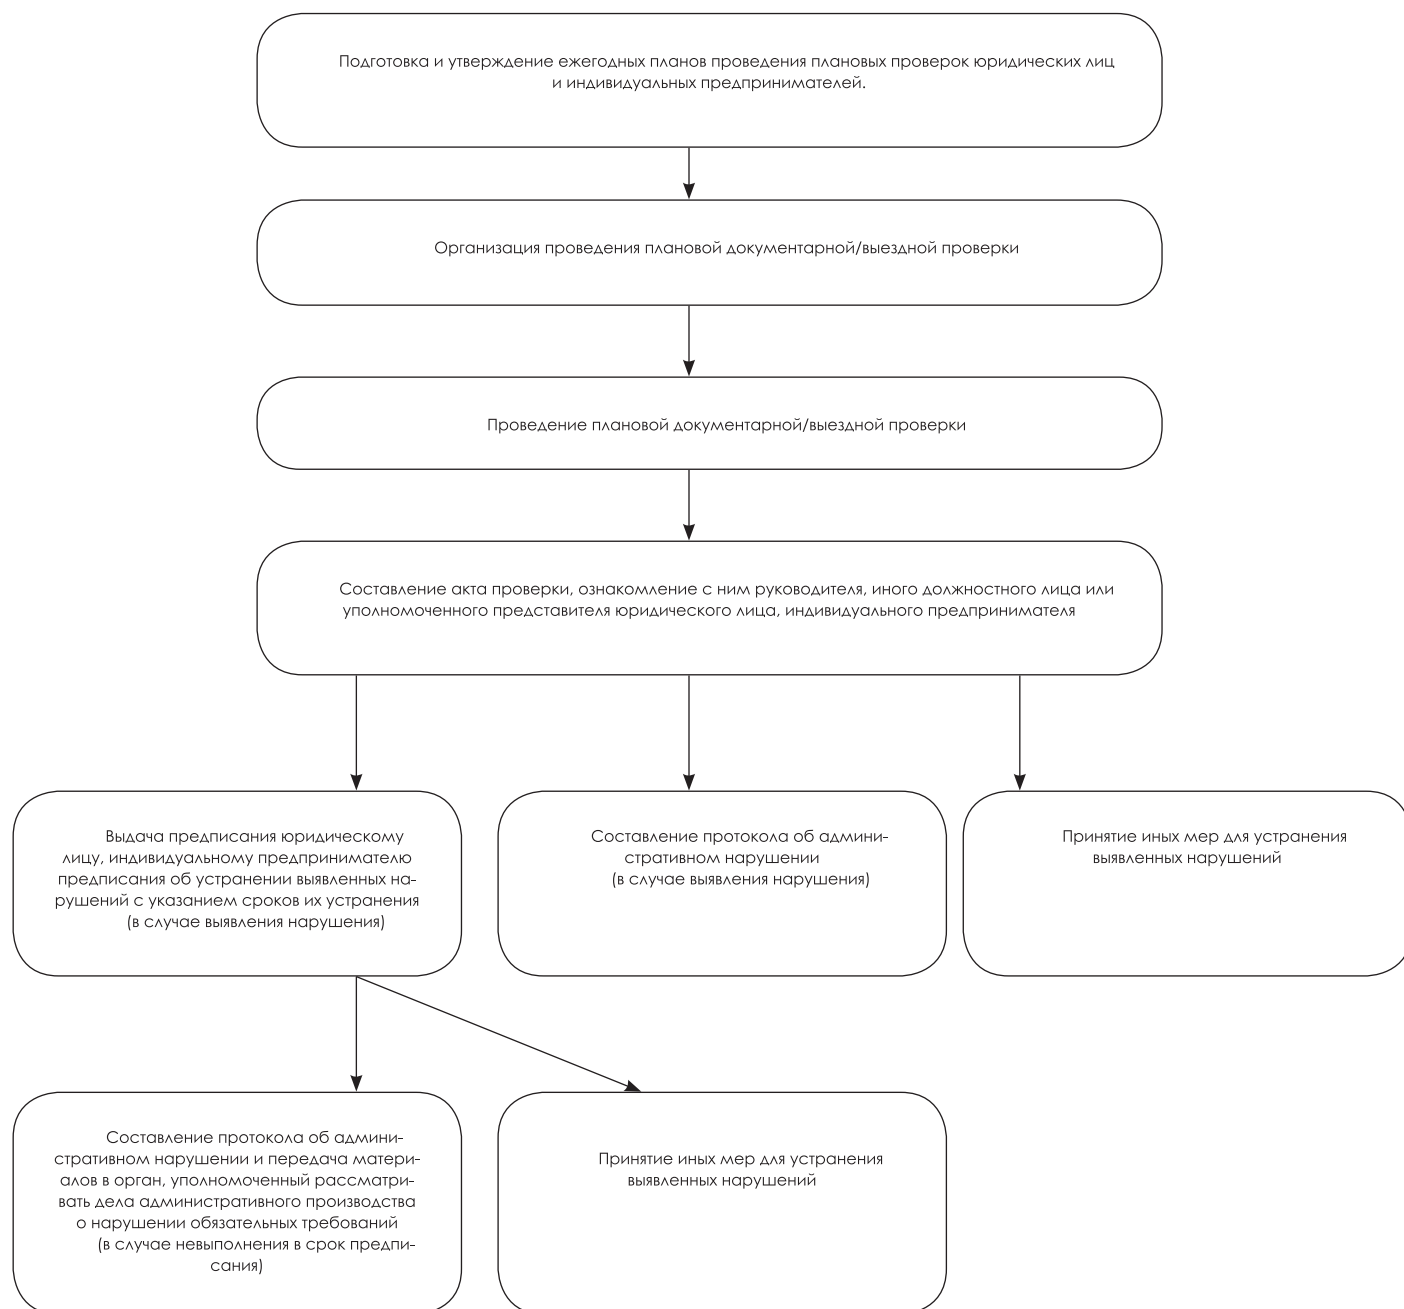 Подготовка и утверждение ежегодных планов проведения плановых проверок юридических лиц
и индивидуальных предпринимателей.
Организация проведения плановой документарной/выездной проверки
Проведение плановой документарной/выездной проверки
Составление акта проверки, ознакомление с ним руководителя, иного должностного лица или
уполномоченного представителя юридического лица, индивидуального предпринимателя
Выдача предписания юридическому
лицу, индивидуальному предпринимателю
предписания об устранении выявленных на-
рушений с указанием сроков их устранения
(в случае выявления нарушения)
Составление протокола об админи-
стративном нарушении
(в случае выявления нарушения)
Принятие иных мер для устранения
выявленных нарушений
Составление протокола об админи-
стративном нарушении и передача матери-
алов в орган, уполномоченный рассматри-
вать дела административного производства
о нарушении обязательных требований
(в случае невыполнения в срок предпи-
сания)
Принятие иных мер для устранения
выявленных нарушений